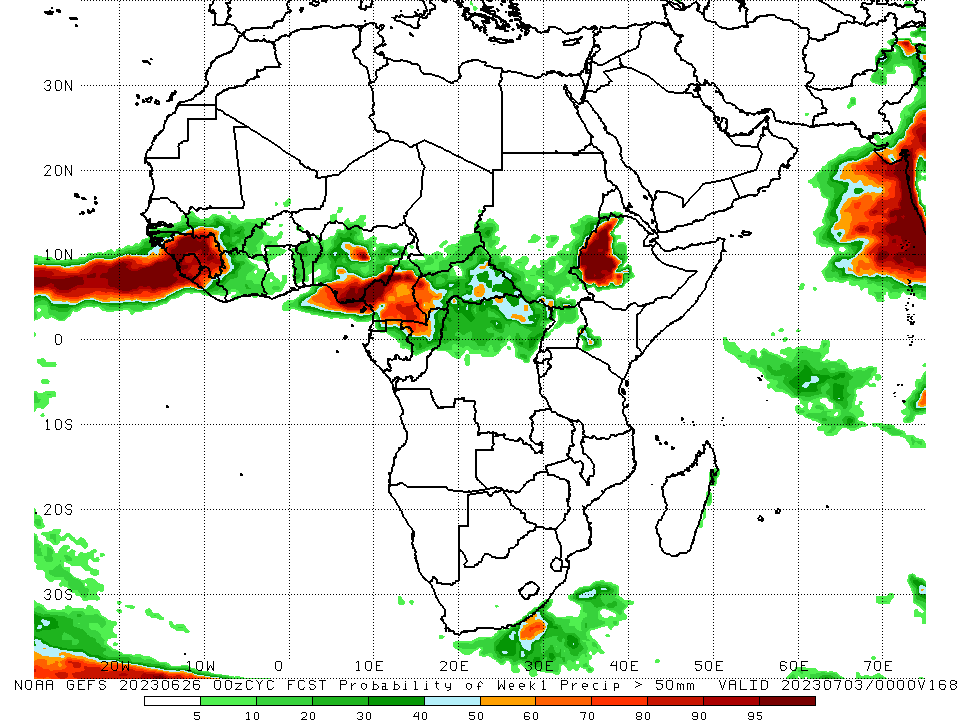 30N
20N
10N
0
10S
20S
30S
20W 10W 0 10E 20E 30E 40E 50E 60E 70E
NOAA GEFS 20230626 00zCYC FCST Probability of Week1 Precip > 50mm VALID 20230703/0000V168
5 10 20 30 40 50 60 70 80 90 95